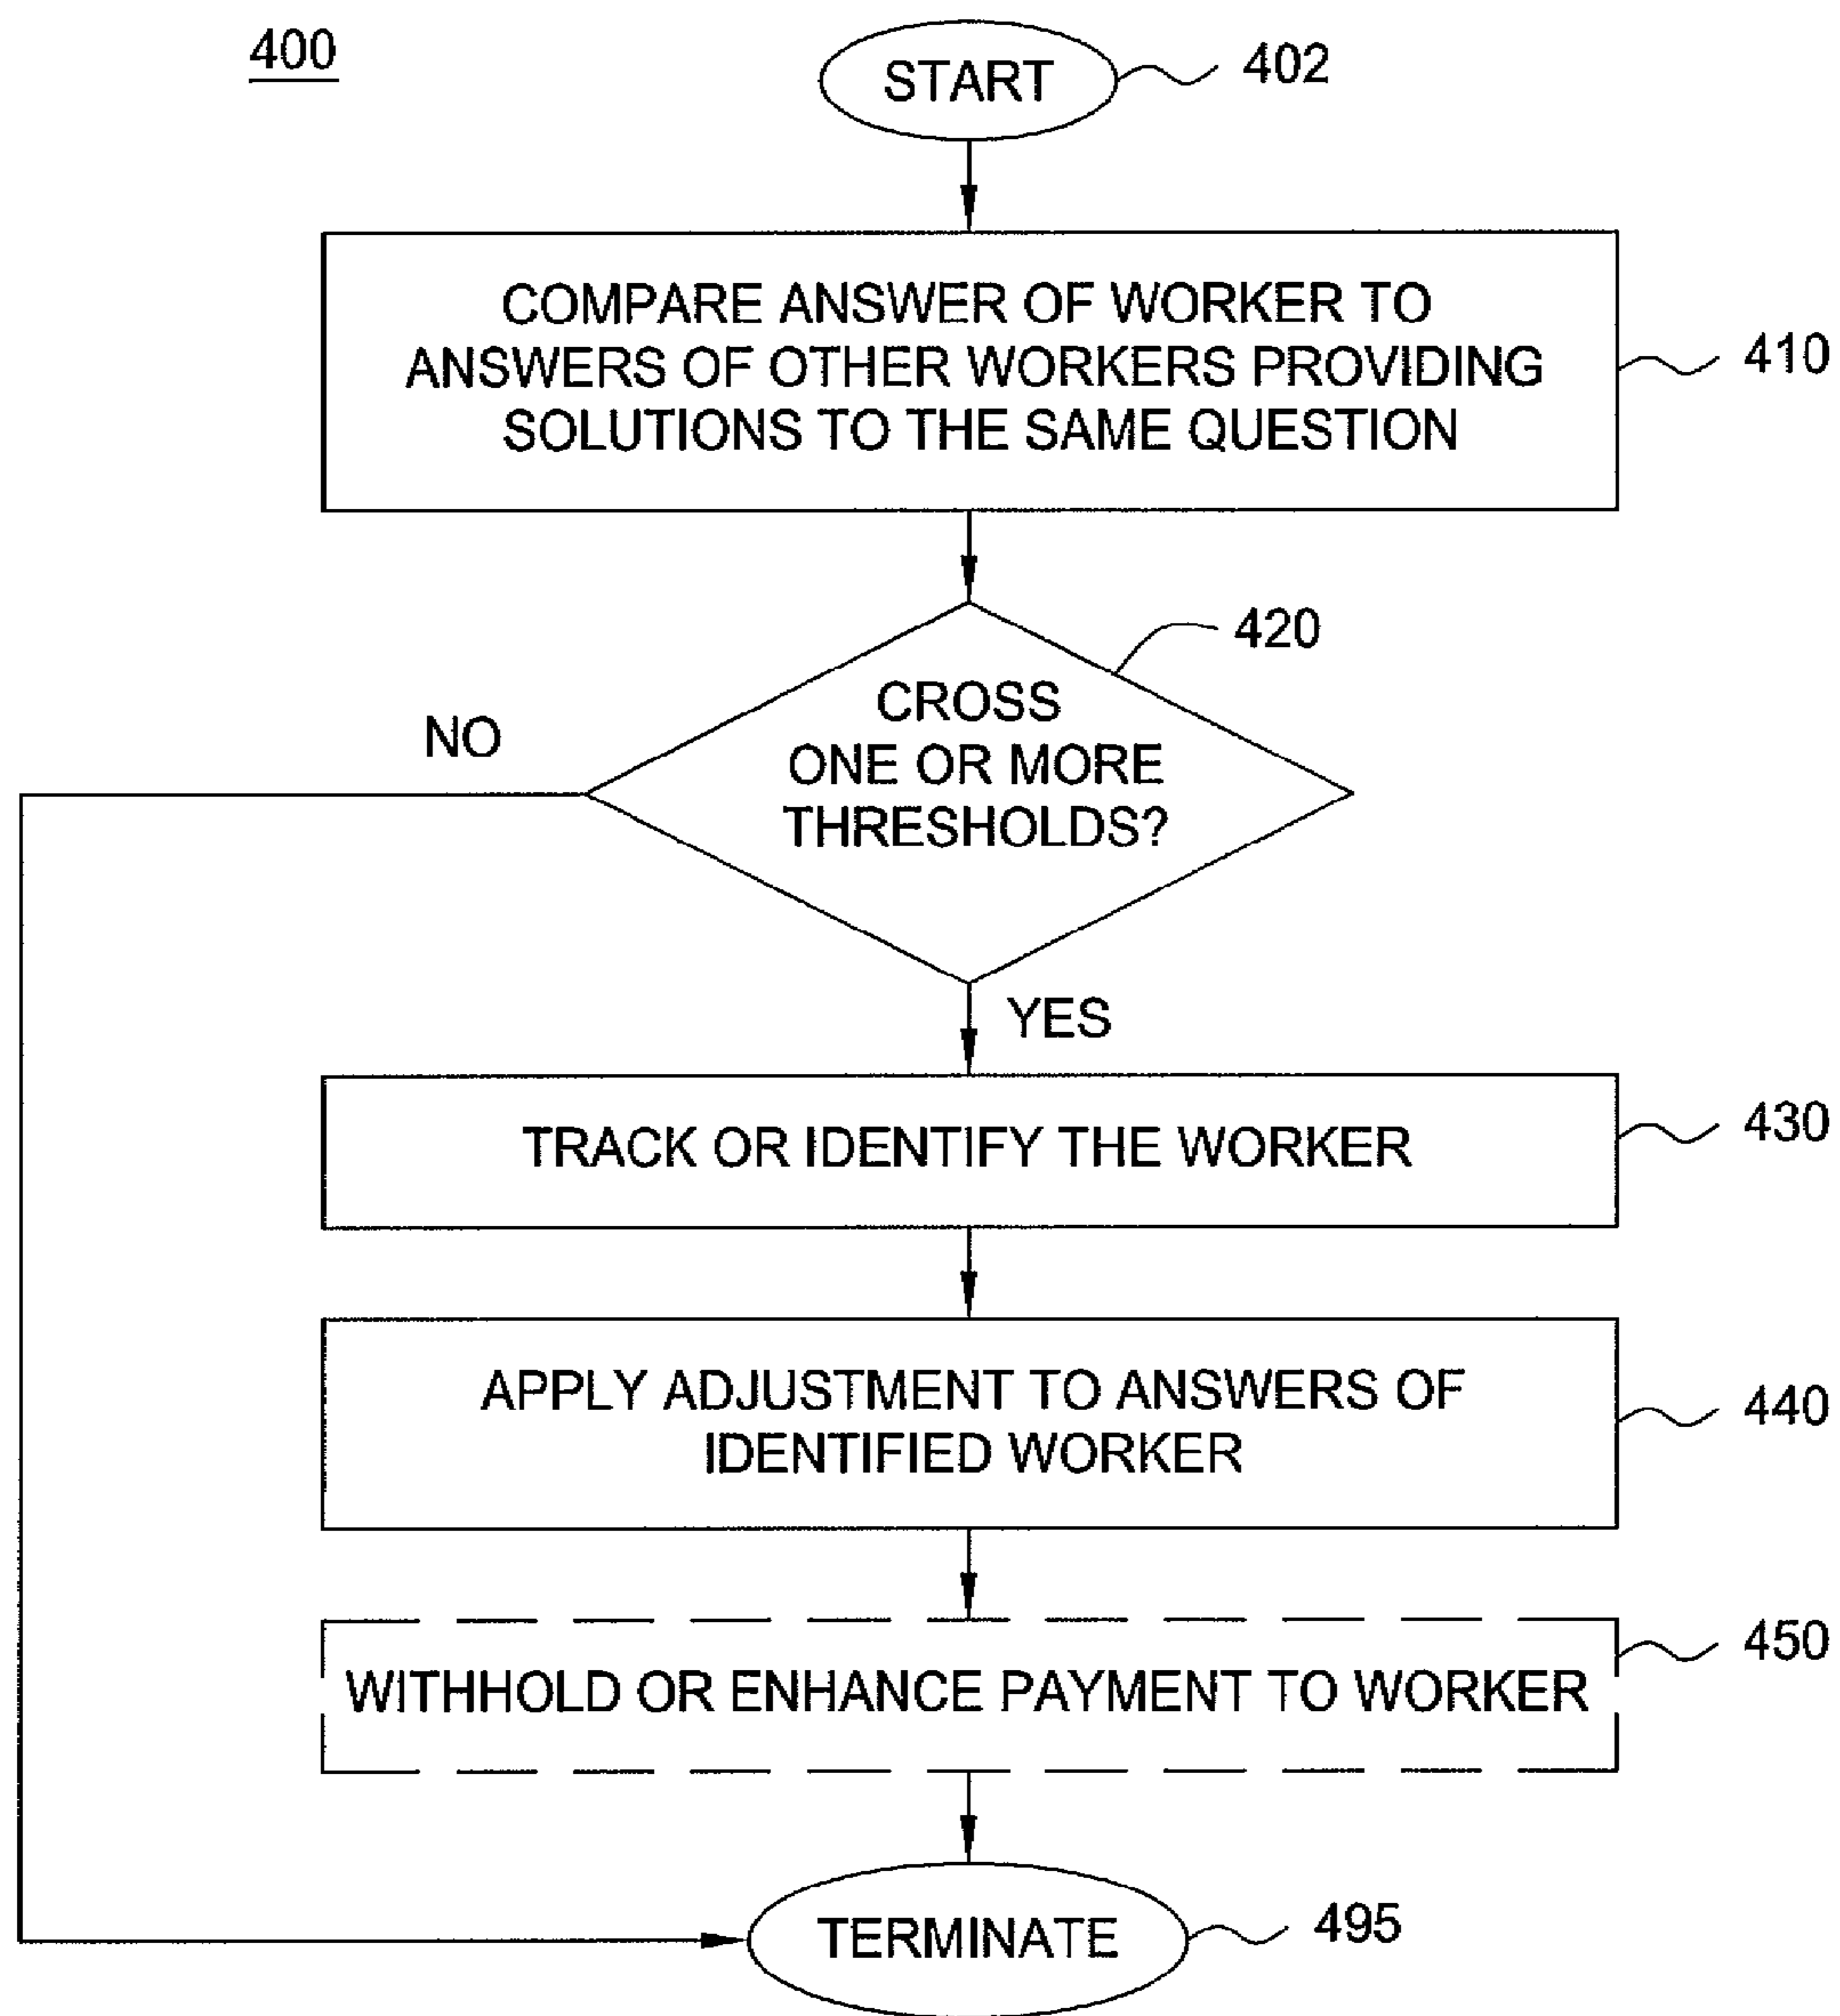 400
START
402
COMPARE ANSWER OF WORKER TO
ANSWERS OF OTHER WORKERS PROVIDING
SOLUTIONS TO THE SAME QUESTION
410
420
CROSS
ONE OR MORE
THRESHOLDS?
NO
YES
TRACK OR IDENTIFY THE WORKER
430
APPLY ADJUSTMENT TO ANSWERS OF
IDENTIFIED WORKER
440
WITHHOLD OR ENHANCE PAYMENT TO WORKER
450
TERMINATE
495